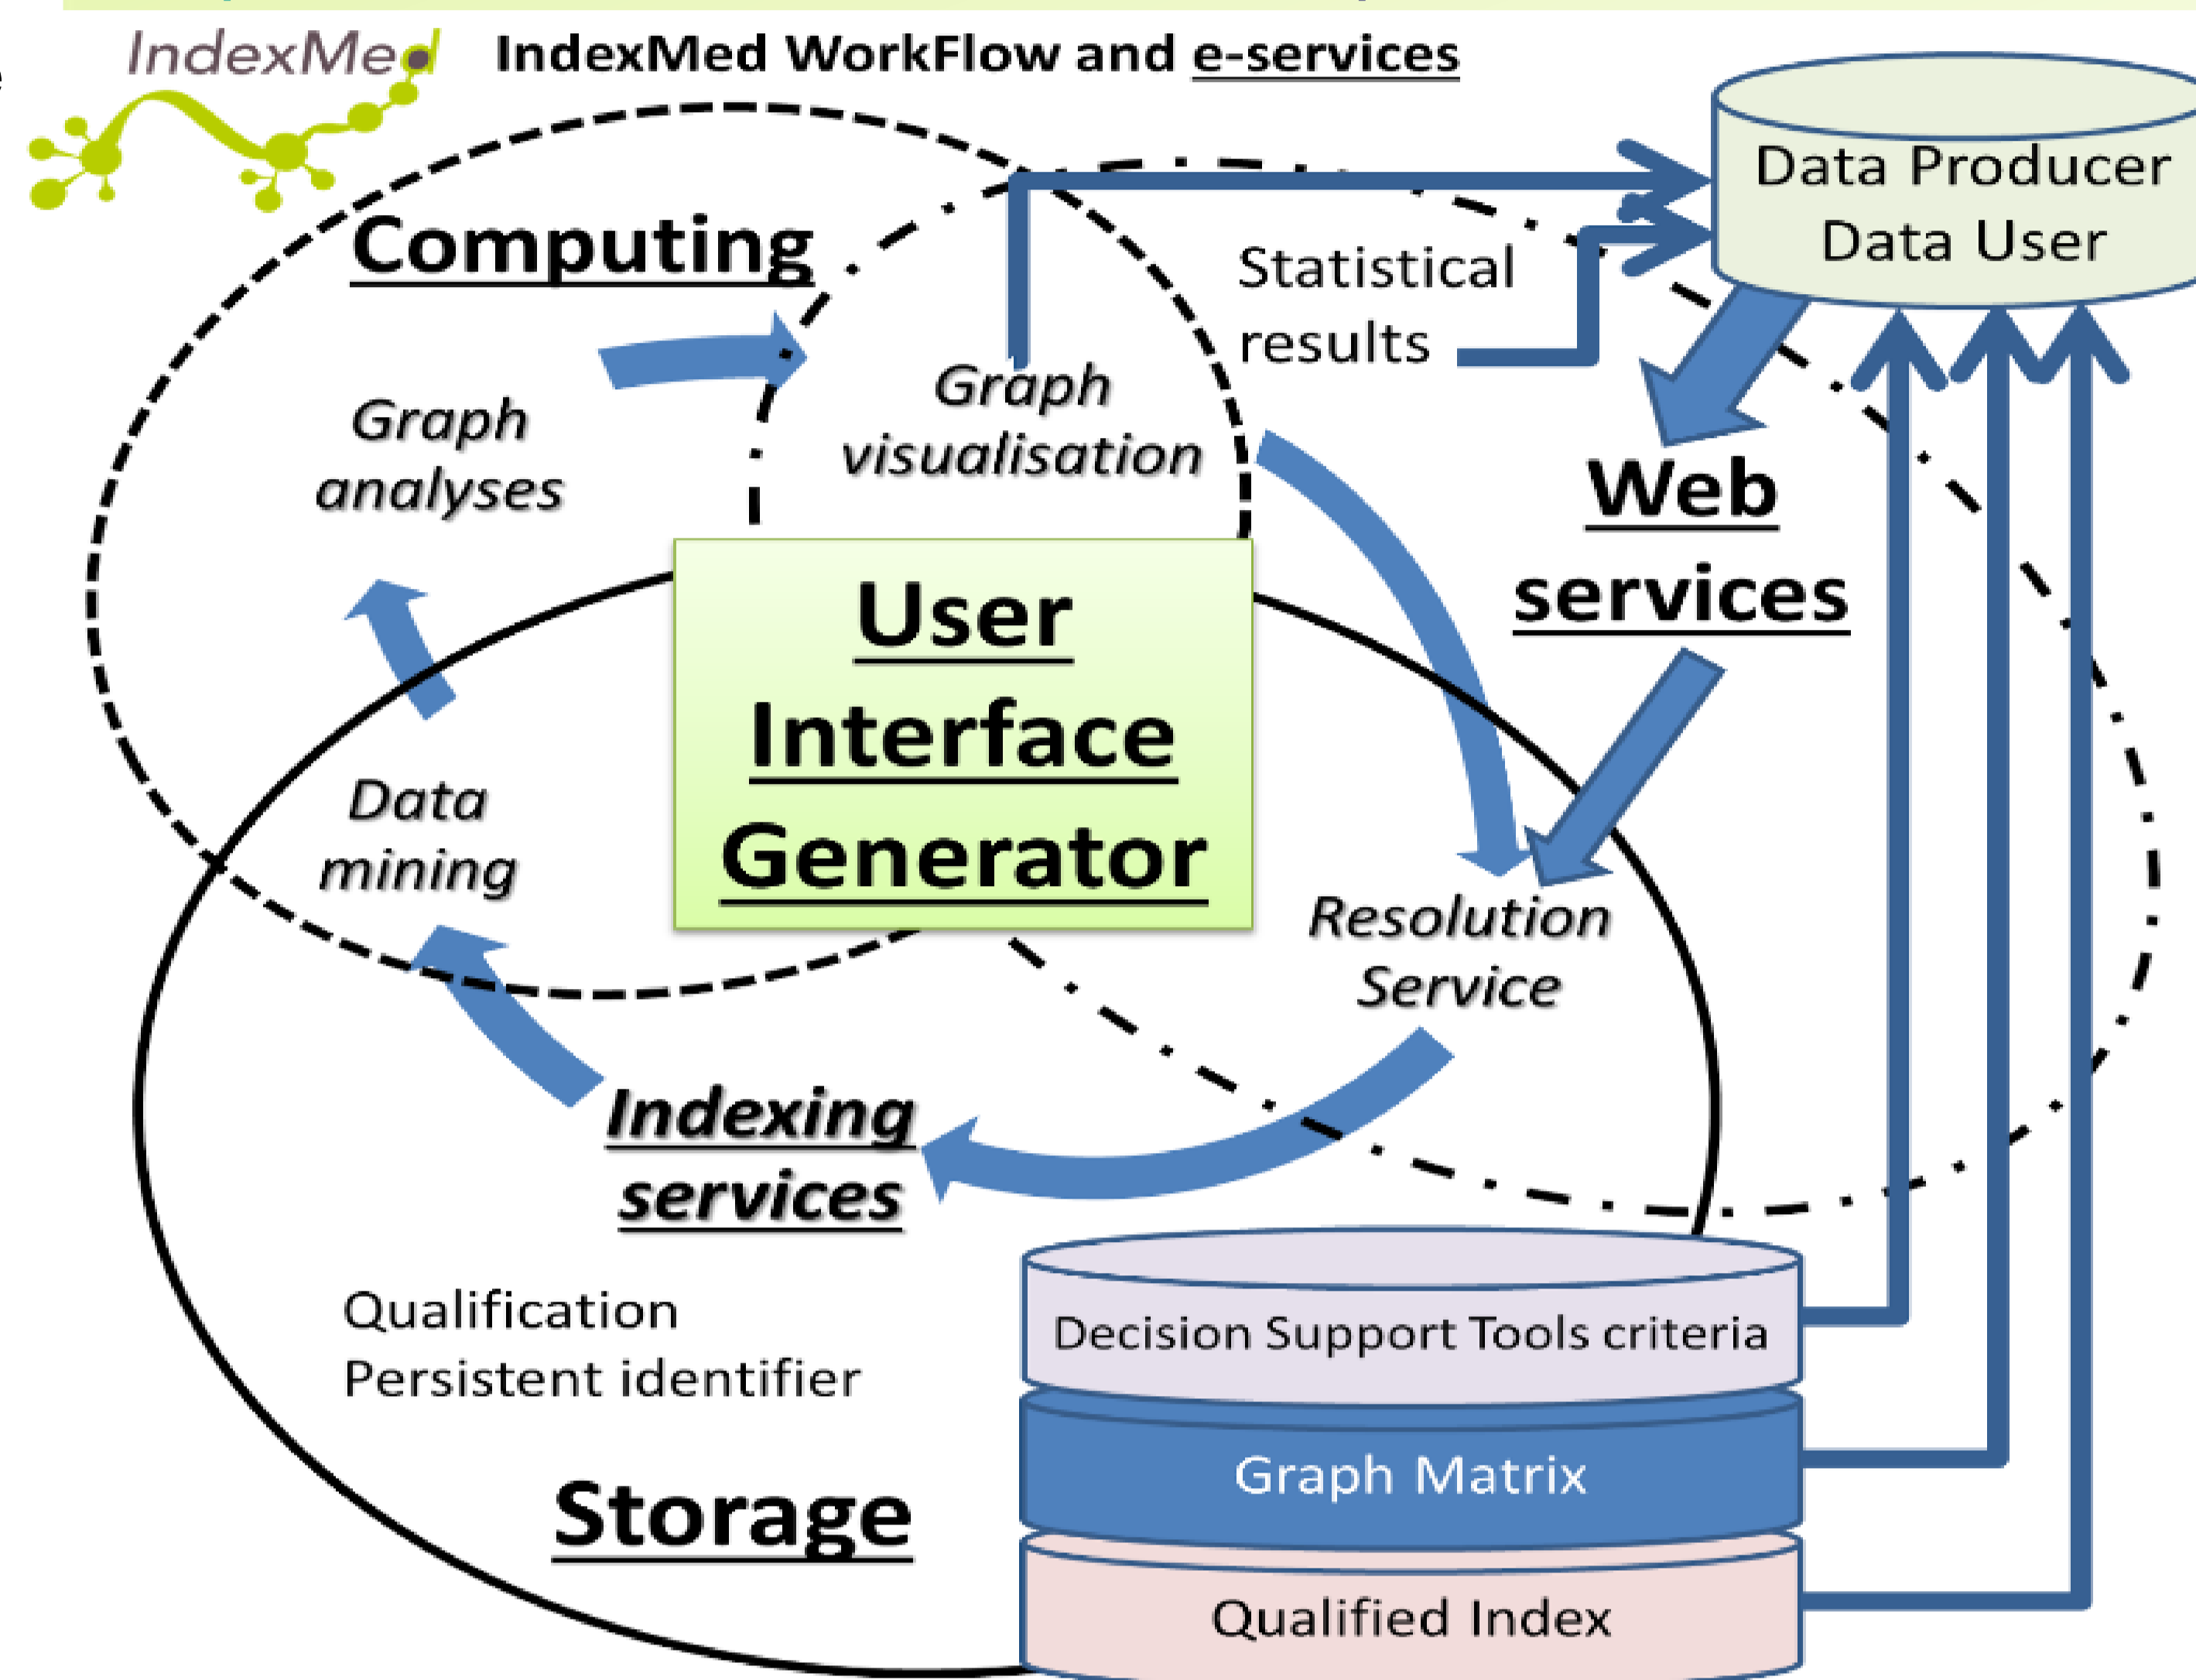 IndexMed
IndexMed WorkFlow and e-services
Data Producer
Data User
Computing
Statistical
results
Graph
visualisation
Graph
analyses
Web
services
User
Interface
Generator
Data
mining
Resolution
Service
Indexing
services
Qualification
Persistent identifier
Decision Support Tools criteria
Graph Matrix
Storage
Qualified Index